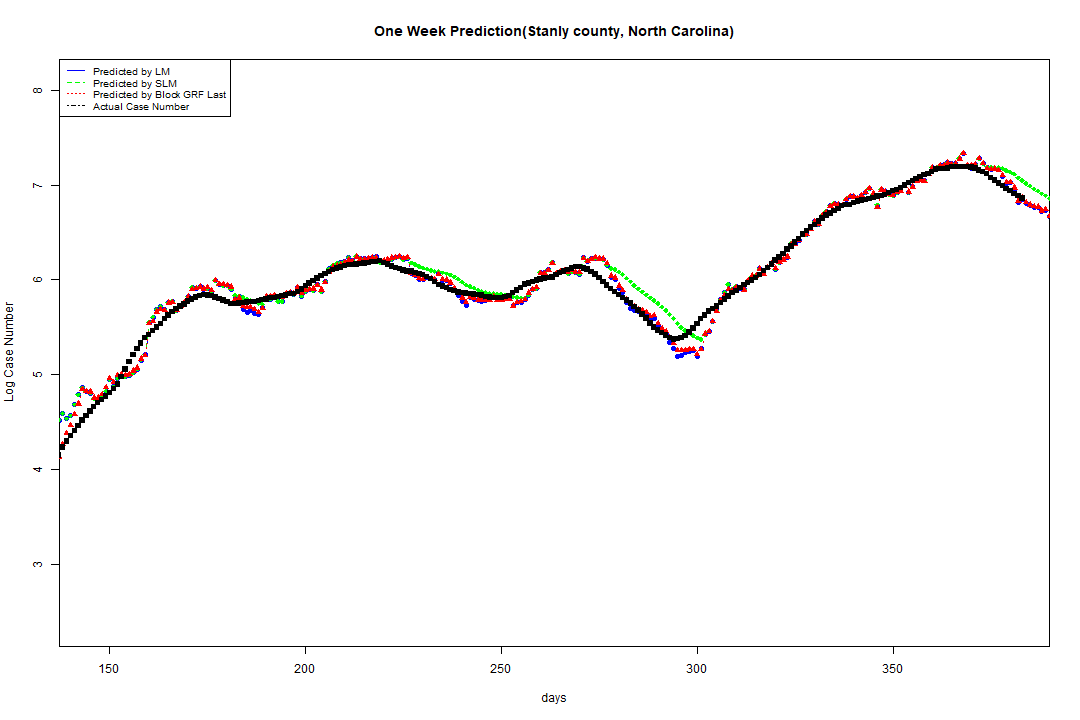 One Week Prediction(Stanly county, North Carolina)
Predicted by LM
Predicted by SLM
Predicted by Block GRF Last
Actual Case Number
8
7
6
5
4
3
Log Case Number
150 200 250 300 350
days